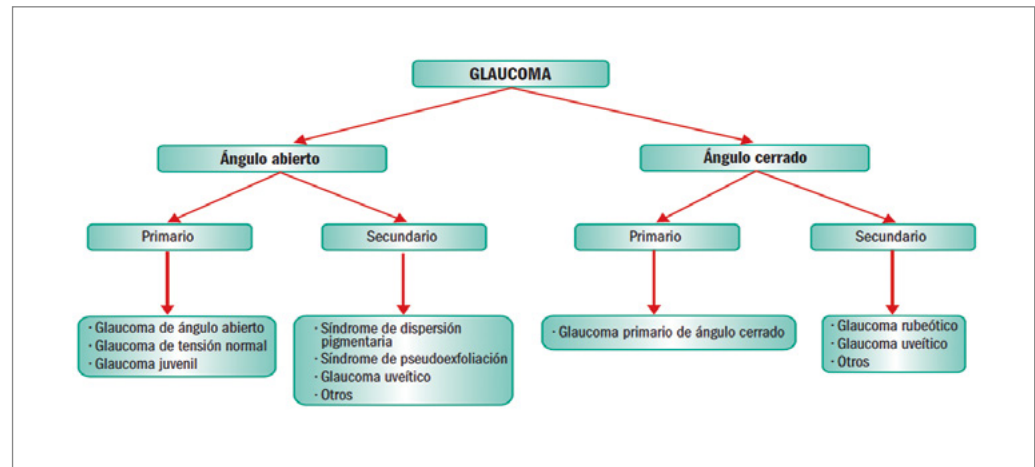 GLAUCOMA
Ángulo abierto
Ángulo cerrado
Primario
Secundario
Primario
Secundario
· Glaucoma de ángulo abierto
· Glaucoma de tensión normal
· Glaucoma juvenil
· Síndrome de dispersión
pigmentaria
· Síndrome de pseudoexfoliación
· Glaucoma uveítico
· Otros
· Glaucoma primario de ángulo cerrado
· Glaucoma rubeótico
· Glaucoma uveítico
· Otros